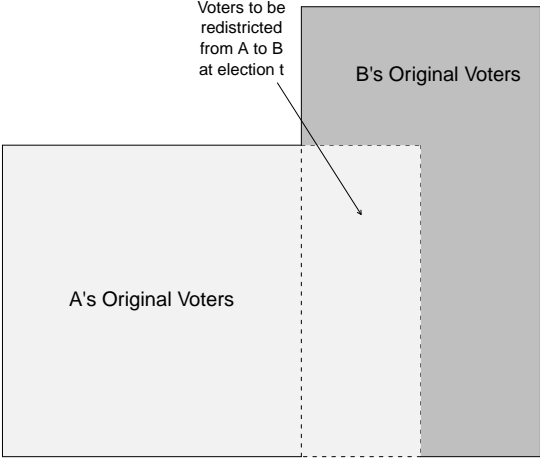 Voters to be
redistricted
from A to B
at election t
B's Original Voters
A's Original Voters